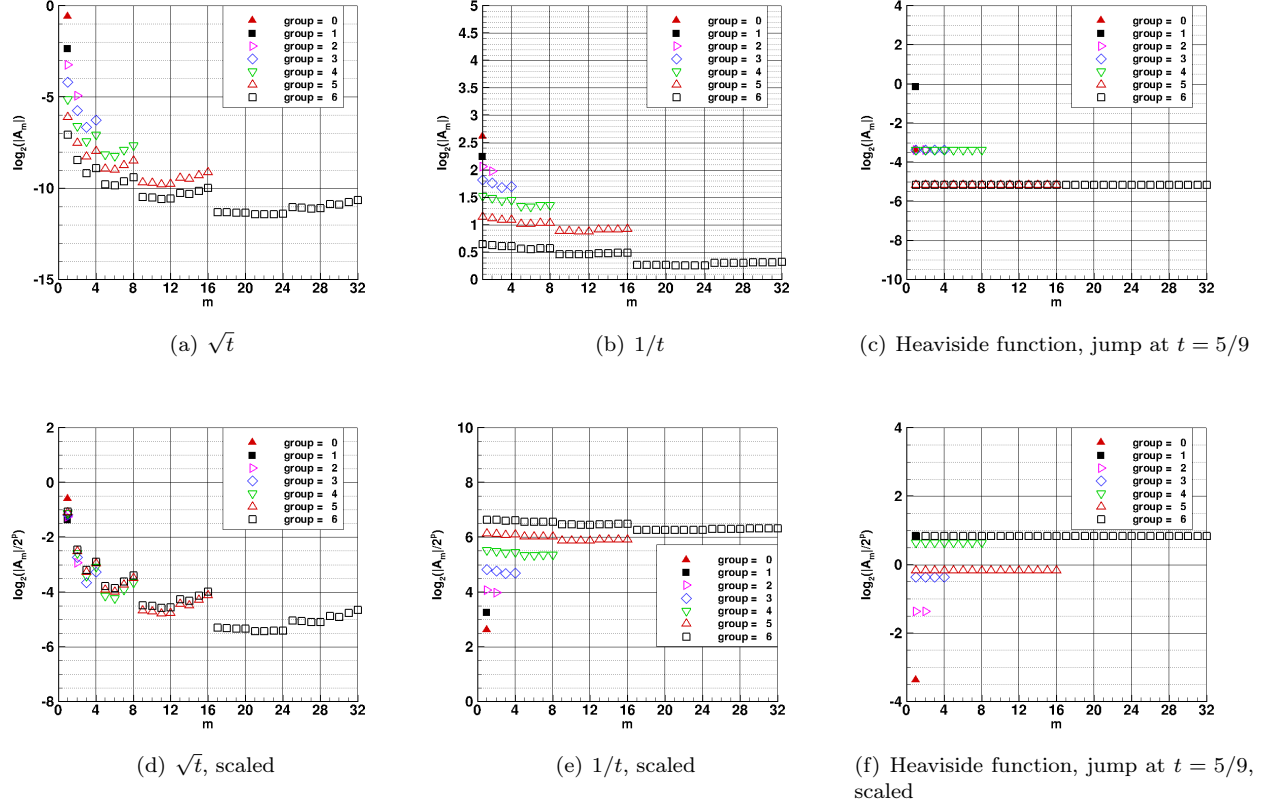 log₂(|Aₘ|)
0
-5
-10
-15
0 4 8 12 16 20 24 28 32
m
group = 0
group = 1
group = 2
group = 3
group = 4
group = 5
group = 6
(a) √t
log₂(|Aₘ|)
5
4.5
4
3.5
3
2.5
2
1.5
1
0.5
0
4 8 12 16 20 24 28 32
m
group = 0
group = 1
group = 2
group = 3
group = 4
group = 5
group = 6
(b) 1/t
log₂(|Aₘ|)
4
2
0
-2
-4
-6
-8
-10
0 4 8 12 16 20 24 28 32
m
group = 0
group = 1
group = 2
group = 3
group = 4
group = 5
group = 6
(c) Heaviside function, jump at t = 5/9
log₂(|Aₘ|/2ᵖ)
2
0
-2
-4
-6
-8
0 4 8 12 16 20 24 28 32
m
group = 0
group = 1
group = 2
group = 3
group = 4
group = 5
group = 6
(d) √t, scaled
log₂(|Aₘ|/2ᵖ)
10
8
6
4
2
0
0 4 8 12 16 20 24 28 32
m
group = 0
group = 1
group = 2
group = 3
group = 4
group = 5
group = 6
(e) 1/t, scaled
log₂(|Aₘ|/2ᵖ)
4
2
0
-2
-4
0 4 8 12 16 20 24 28 32
m
group = 0
group = 1
group = 2
group = 3
group = 4
group = 5
group = 6
(f) Heaviside function, jump at t = 5/9,
scaled